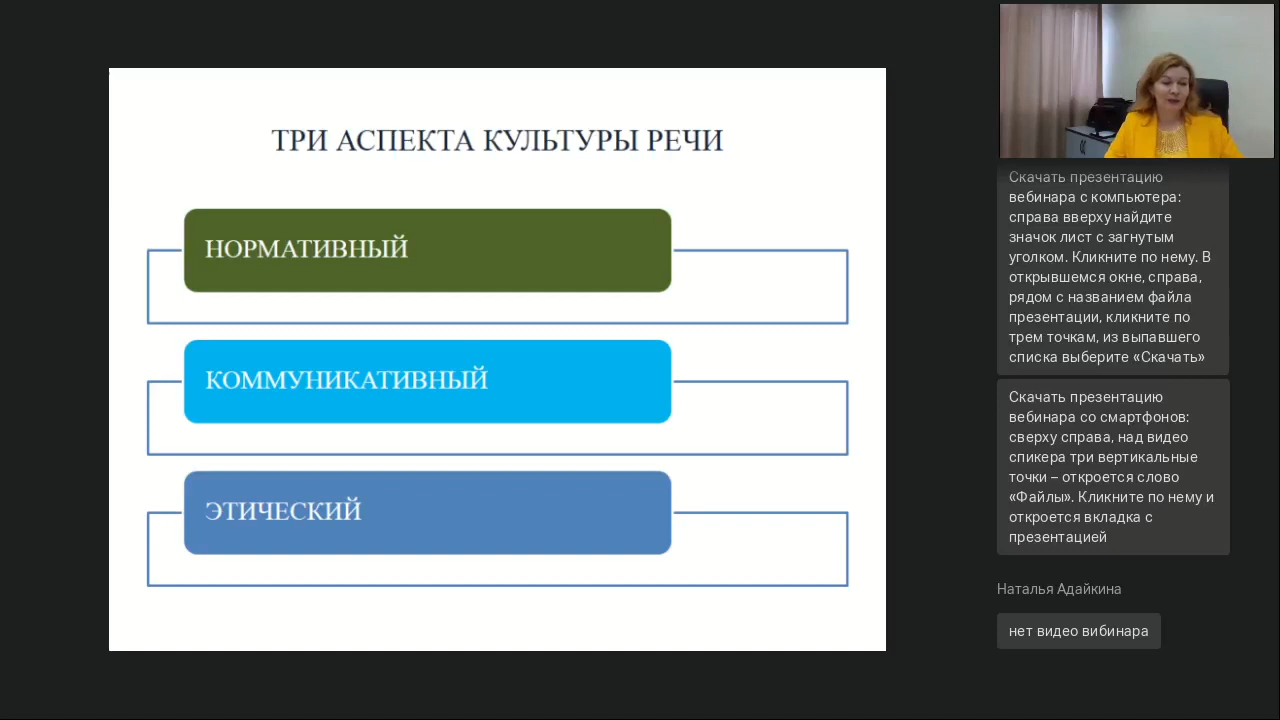 ТРИ АСПЕКТА КУЛЬТУРЫ РЕЧИ
НОРМАТИВНЫЙ
КОММУНИКАТИВНЫЙ
ЭТИЧЕСКИЙ
Скачать презентацию
вебинара с компьютера:
справа вверху найдите
значок лист с загнутым
уголком. Кликните по нему. В
открывшемся окне, справа,
рядом с названием файла
презентации, кликните по
трем точкам, из выпавшего
списка выберите «Скачать»
Скачать презентацию
вебинара со смартфонов:
сверху справа, над видео
спикера три вертикальные
точки – откроется слово
«Файлы». Кликните по нему и
откроется вкладка с
презентацией
Наталья Адайкина
нет видео вибинара